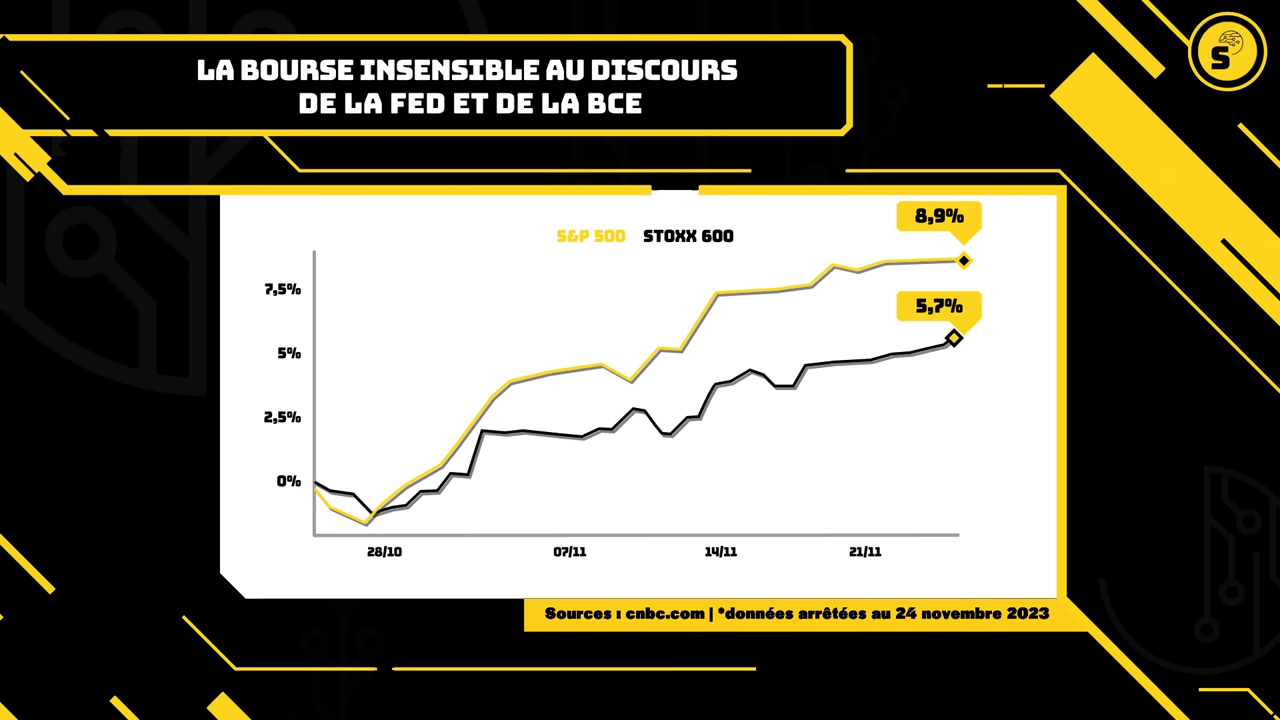 LA BOURSE INSENSIBLE AU DISCOURS
DE LA FED ET DE LA BCE
S
S&P 500 STOXX 600
8,9%
5,7%
7,5%
5%
2,5%
0%
28/10 07/11 14/11 21/11
Sources : cnbc.com | *données arrêtées au 24 novembre 2023